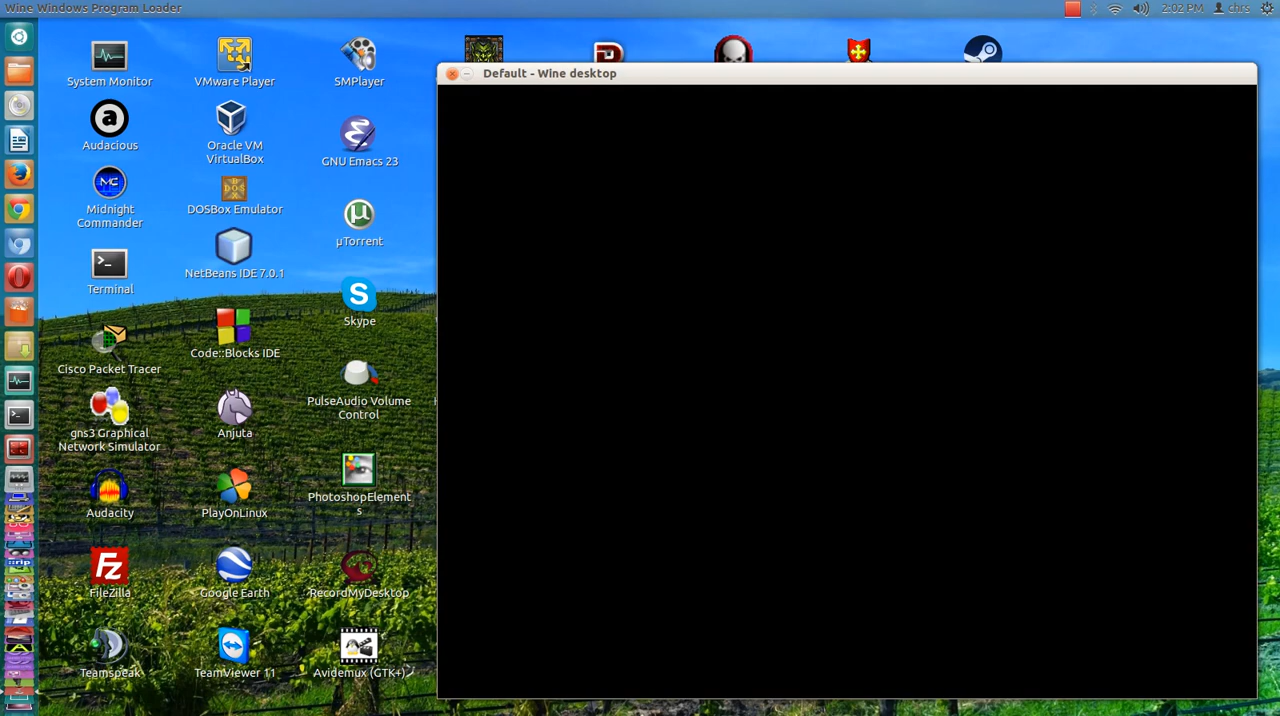 Wine Windows Program Loader
2:02 PM
chrs
System Monitor
VMware Player
SMPlayer
Default - Wine desktop
Audacious
Oracle VM
VirtualBox
GNU Emacs 23
Midnight
Commander
DOSBox Emulator
µTorrent
Terminal
NetBeans IDE 7.0.1
Skype
Cisco Packet Tracer
Code::Blocks IDE
PulseAudio Volume
Control
gns3 Graphical
Network Simulator
Anjuta
PhotoshopElement
s
Audacity
PlayOnLinux
FileZilla
Google Earth
RecordMyDesktop
Teamspeak
TeamViewer 11
Avidemux (GTK+)